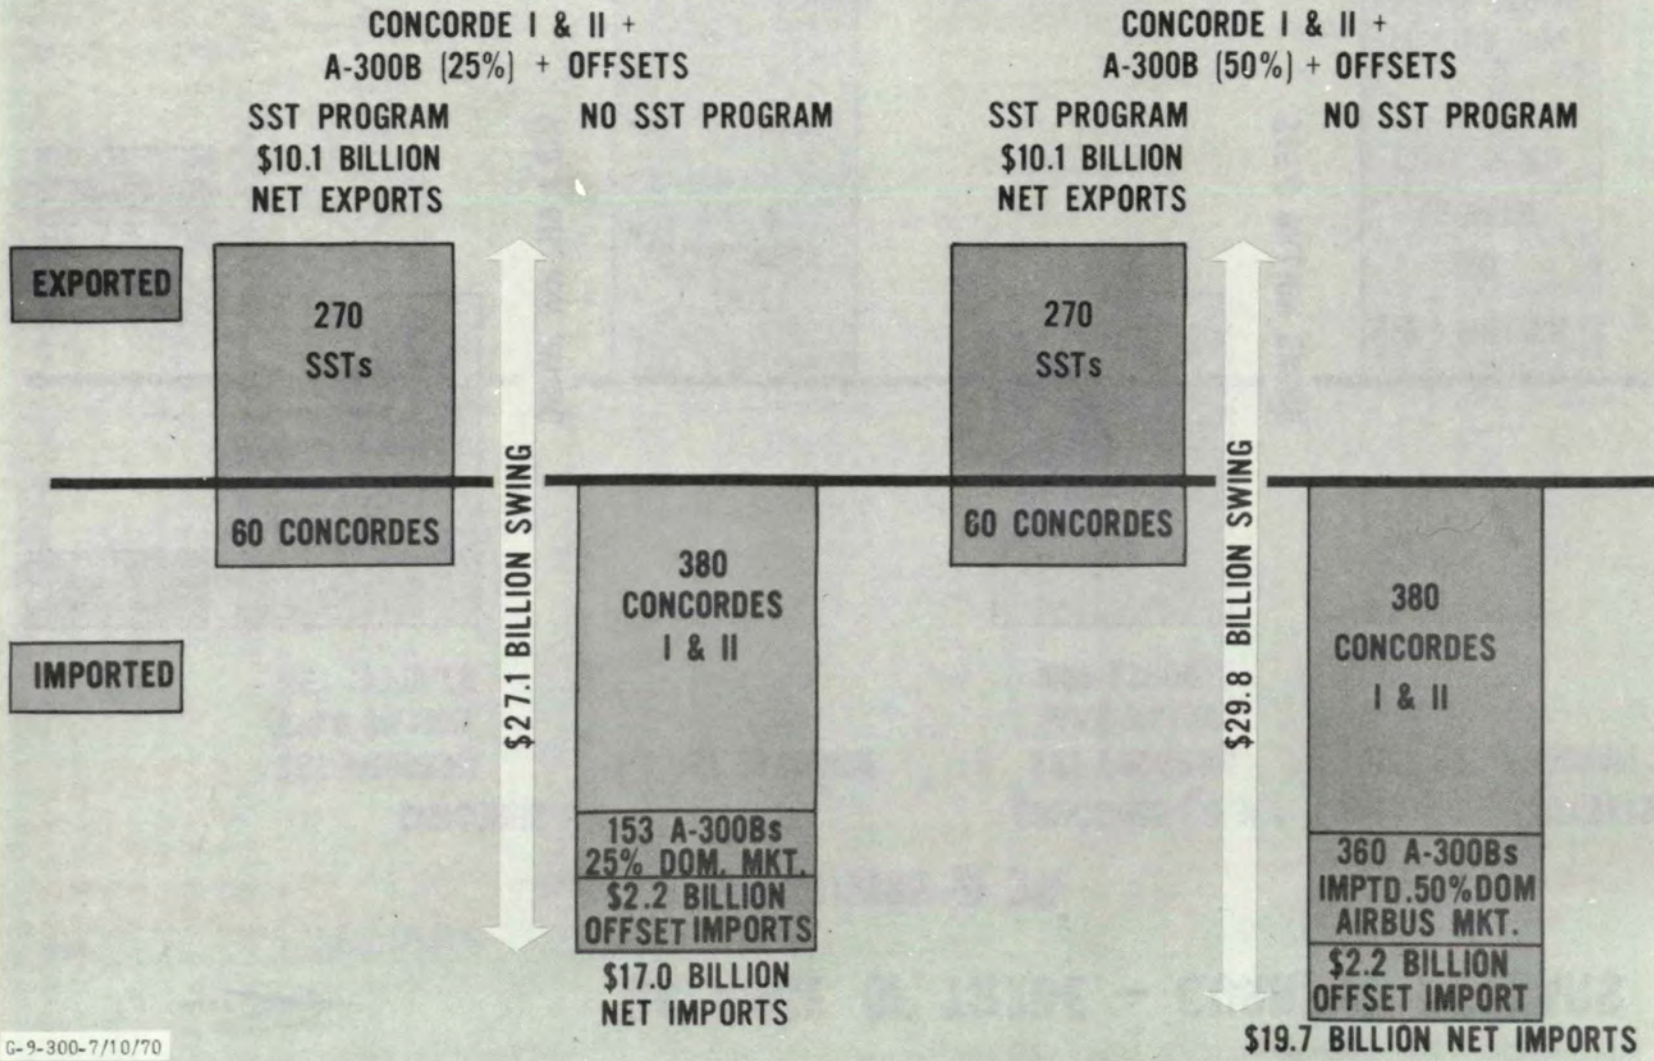 CONCORDE I & II +
A-300B (25%) + OFFSETS
SST PROGRAM
$10.1 BILLION
NET EXPORTS
NO SST PROGRAM
EXPORTED
270
SSTs
60 CONCORDES
$27.1 BILLION SWING
380
CONCORDES
I & II
153 A-300Bs
25% DOM. MKT.
$2.2 BILLION
OFFSET IMPORTS
$17.0 BILLION
NET IMPORTS
IMPORTED
CONCORDE I & II +
A-300B (50%) + OFFSETS
SST PROGRAM
$10.1 BILLION
NET EXPORTS
NO SST PROGRAM
270
SSTs
60 CONCORDES
$29.8 BILLION SWING
380
CONCORDES
I & II
360 A-300Bs
IMPTD.50%DOM
AIRBUS MKT.
$2.2 BILLION
OFFSET IMPORT
$19.7 BILLION NET IMPORTS
G-9-300-7/10/70